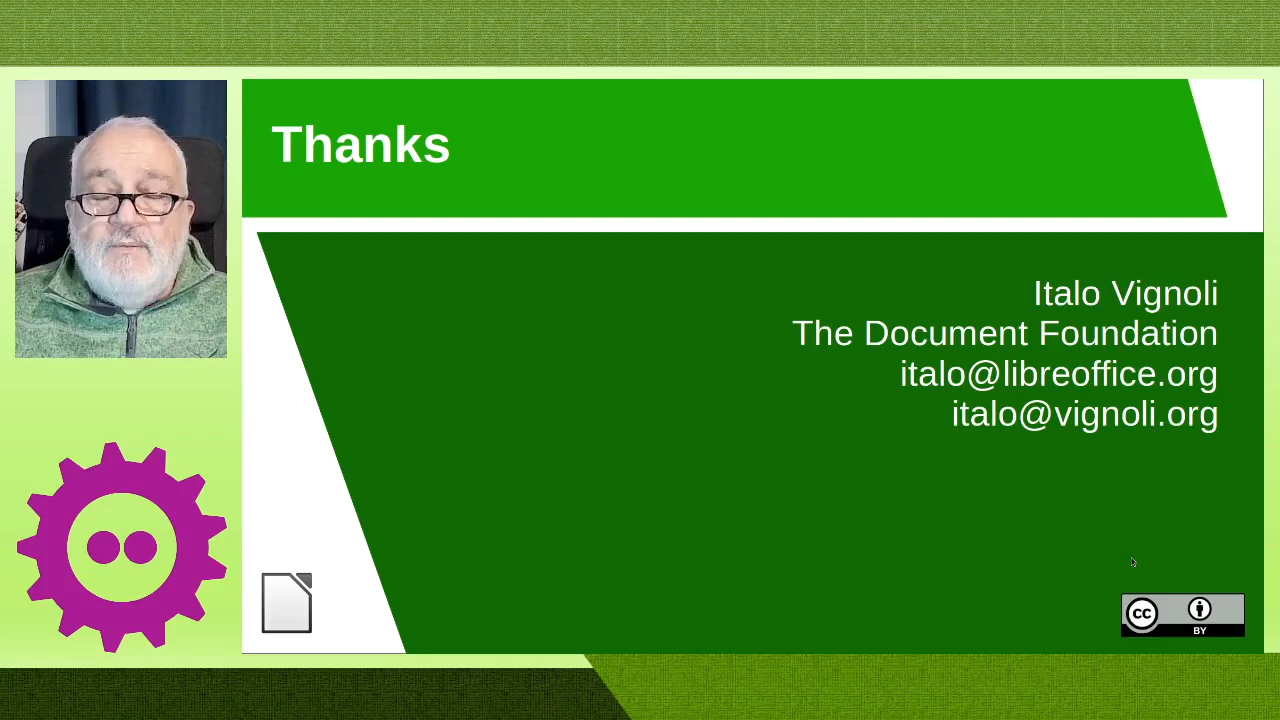 Thanks
Italo Vignoli
The Document Foundation
italo@libreoffice.org
italo@vignoli.org
cc
BY